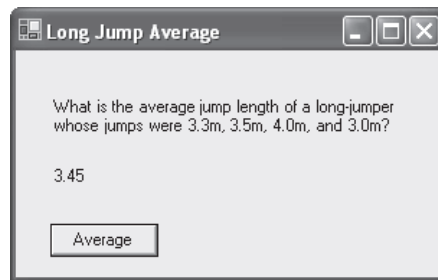 Long Jump Average
What is the average jump length of a long-jumper
whose jumps were 3.3m, 3.5m, 4.0m, and 3.0m?
3.45
Average